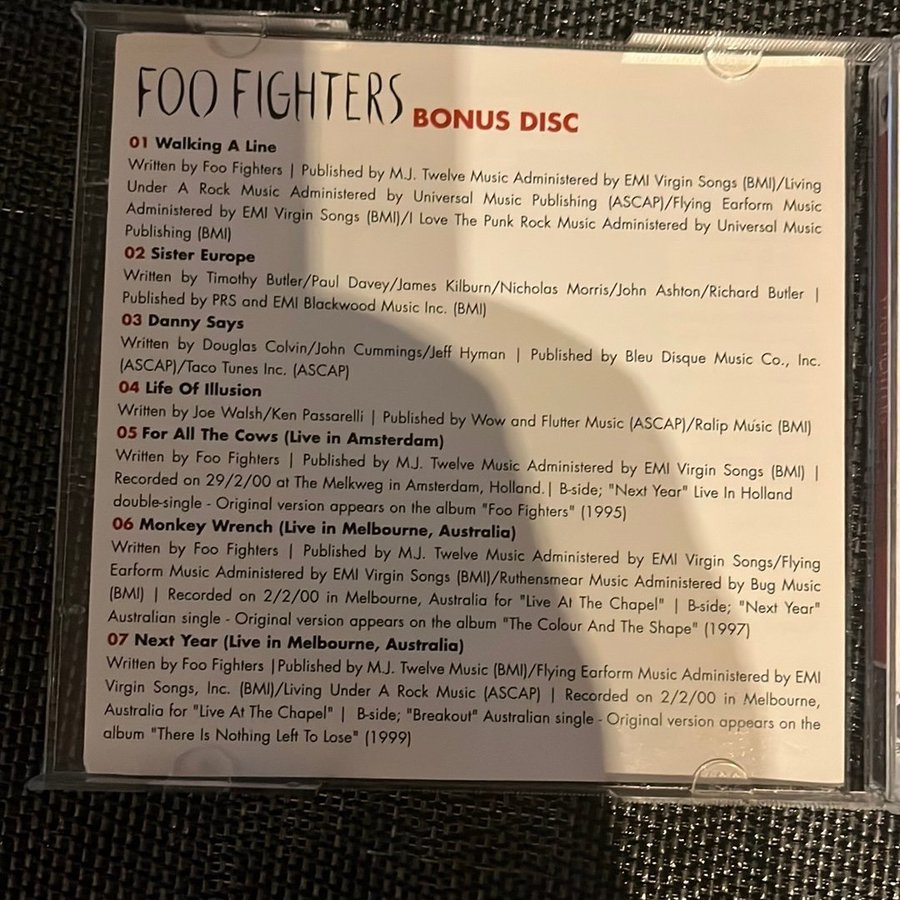 FOO FIGHTERS BONUS DISC
01 Walking A Line
Written by Foo Fighters | Published by M.J. Twelve Music Administered by EMI Virgin Songs (BMI)/Living
Under A Rock Music Administered by Universal Music Publishing (ASCAP)/Flying Earform Music
Administered by EMI Virgin Songs (BMI)/I Love The Punk Rock Music Administered by Universal Music
Publishing (BMI)
02 Sister Europe
Written by Timothy Butler/Paul Davey/James Kilburn/Nicholas Morris/John Ashton/Richard Butler |
Published by PRS and EMI Blackwood Music Inc. (BMI)
03 Danny Says
Written by Douglas Colvin/John Cummings/Jeff Hyman | Published by Bleu Disque Music Co., Inc.
(ASCAP)/Taco Tunes Inc. (ASCAP)
04 Life Of Illusion
Written by Joe Walsh/Ken Passarelli | Published by Wow and Flutter Music (ASCAP)/Ralip Music (BMI)
05 For All The Cows (Live in Amsterdam)
Written by Foo Fighters | Published by M.J. Twelve Music Administered by EMI Virgin Songs (BMI) |
Recorded on 29/2/00 at The Melkweg in Amsterdam, Holland.| B-side; "Next Year" Live In Holland
double-single - Original version appears on the album "Foo Fighters" (1995)
06 Monkey Wrench (Live in Melbourne, Australia)
Written by Foo Fighters | Published by M.J. Twelve Music Administered by EMI Virgin Songs/Flying
Earform Music Administered by EMI Virgin Songs (BMI)/Ruthensmear Music Administered by Bug Music
(BMI) | Recorded on 2/2/00 in Melbourne, Australia for "Live At The Chapel" | B-side; "Next Year"
Australian single - Original version appears on the album "The Colour And The Shape" (1997)
07 Next Year (Live in Melbourne, Australia)
Written by Foo Fighters |Published by M.J. Twelve Music (BMI)/Flying Earform Music Administered by EMI
Virgin Songs, Inc. (BMI)/Living Under A Rock Music (ASCAP) | Recorded on 2/2/00 in Melbourne,
Australia for "Live At The Chapel" | B-side; "Breakout" Australian single - Original version appears on the
album "There Is Nothing Left To Lose" (1999)